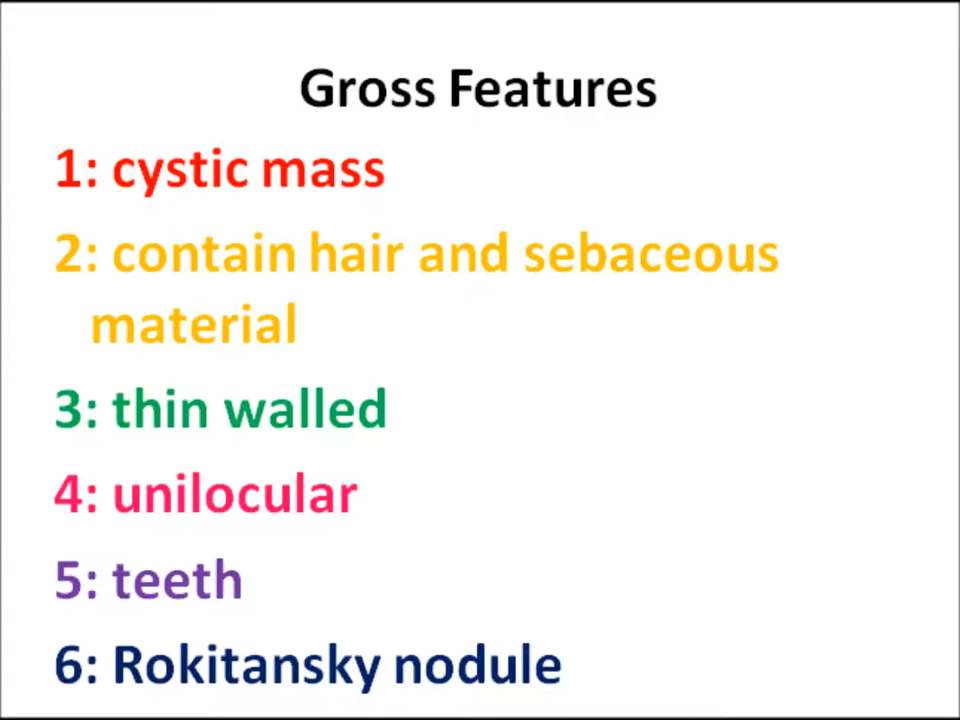 Gross Features
1: cystic mass
2: contain hair and sebaceous
material
3: thin walled
4: unilocular
5: teeth
6: Rokitansky nodule